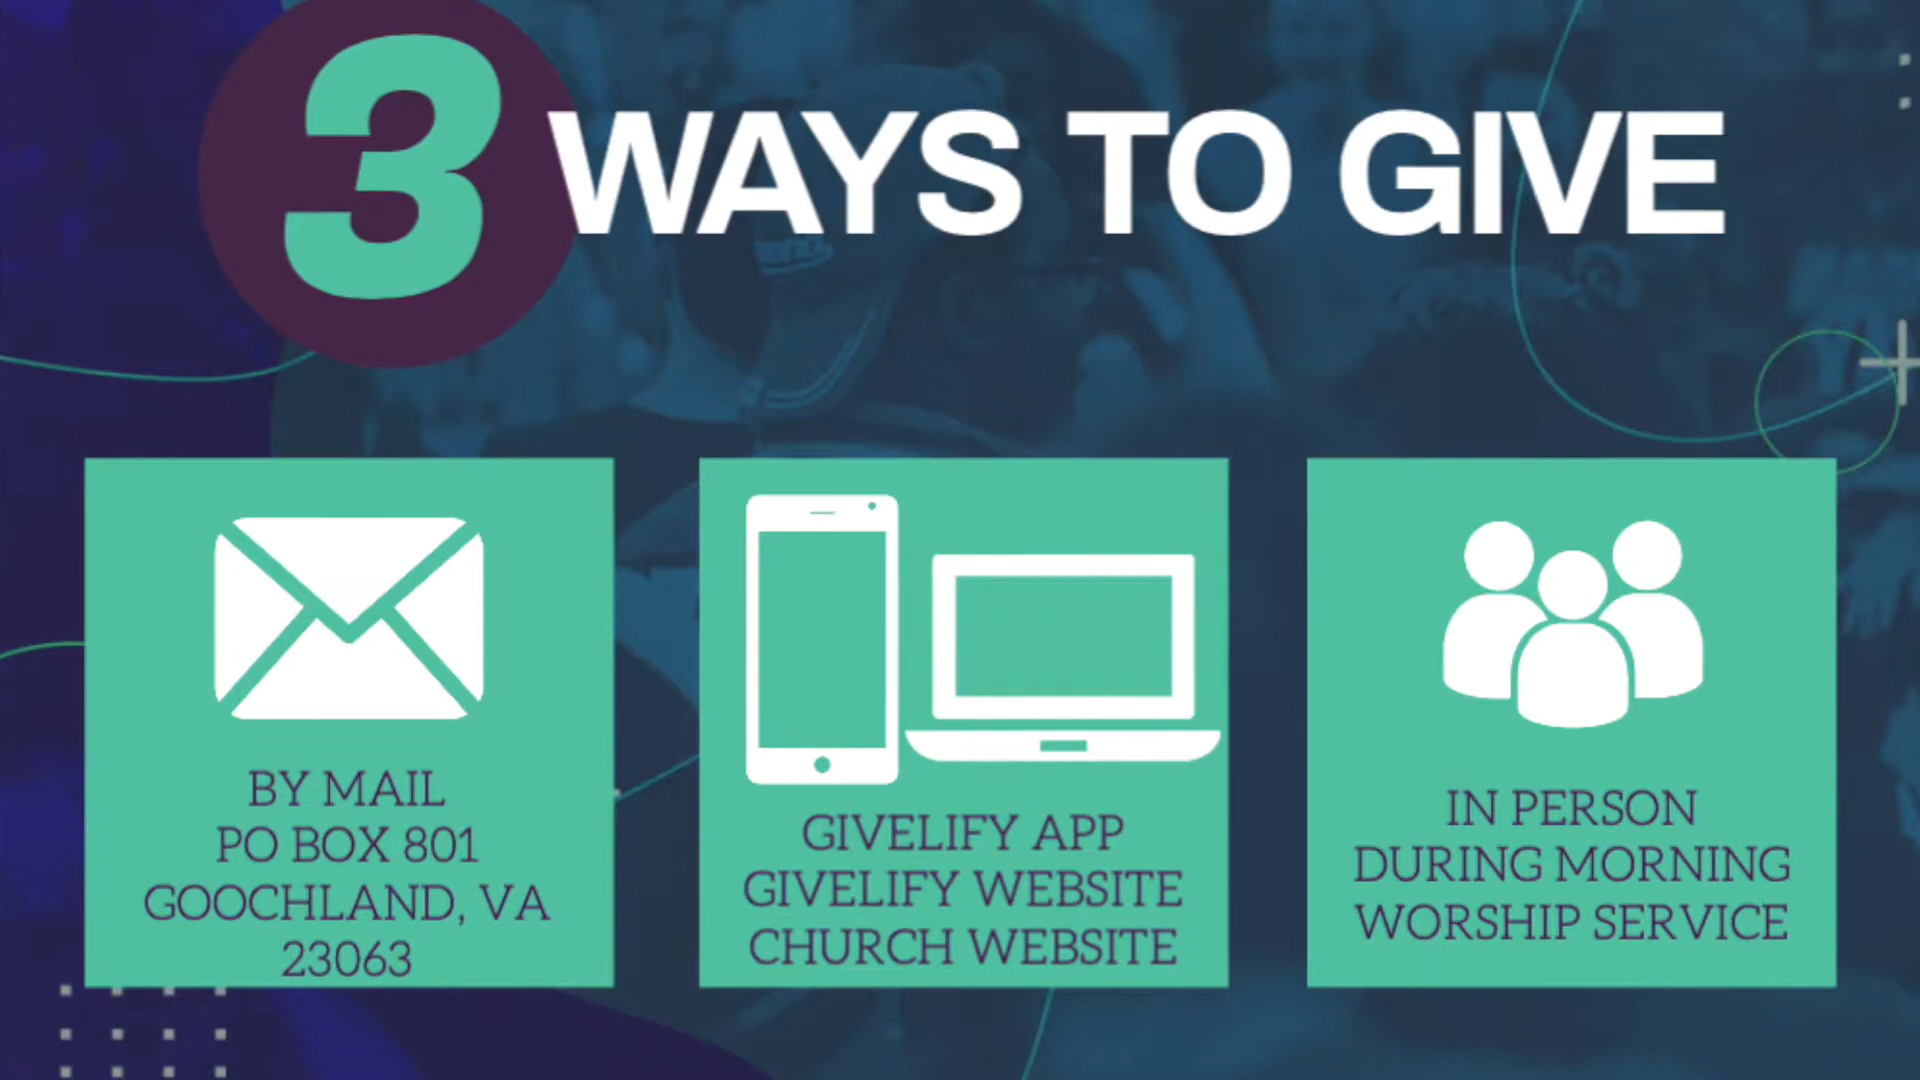 3 WAYS TO GIVE
BY MAIL
PO BOX 801
GOOCHLAND, VA
23063
GIVELIFY APP
GIVELIFY WEBSITE
CHURCH WEBSITE
IN PERSON
DURING MORNING
WORSHIP SERVICE